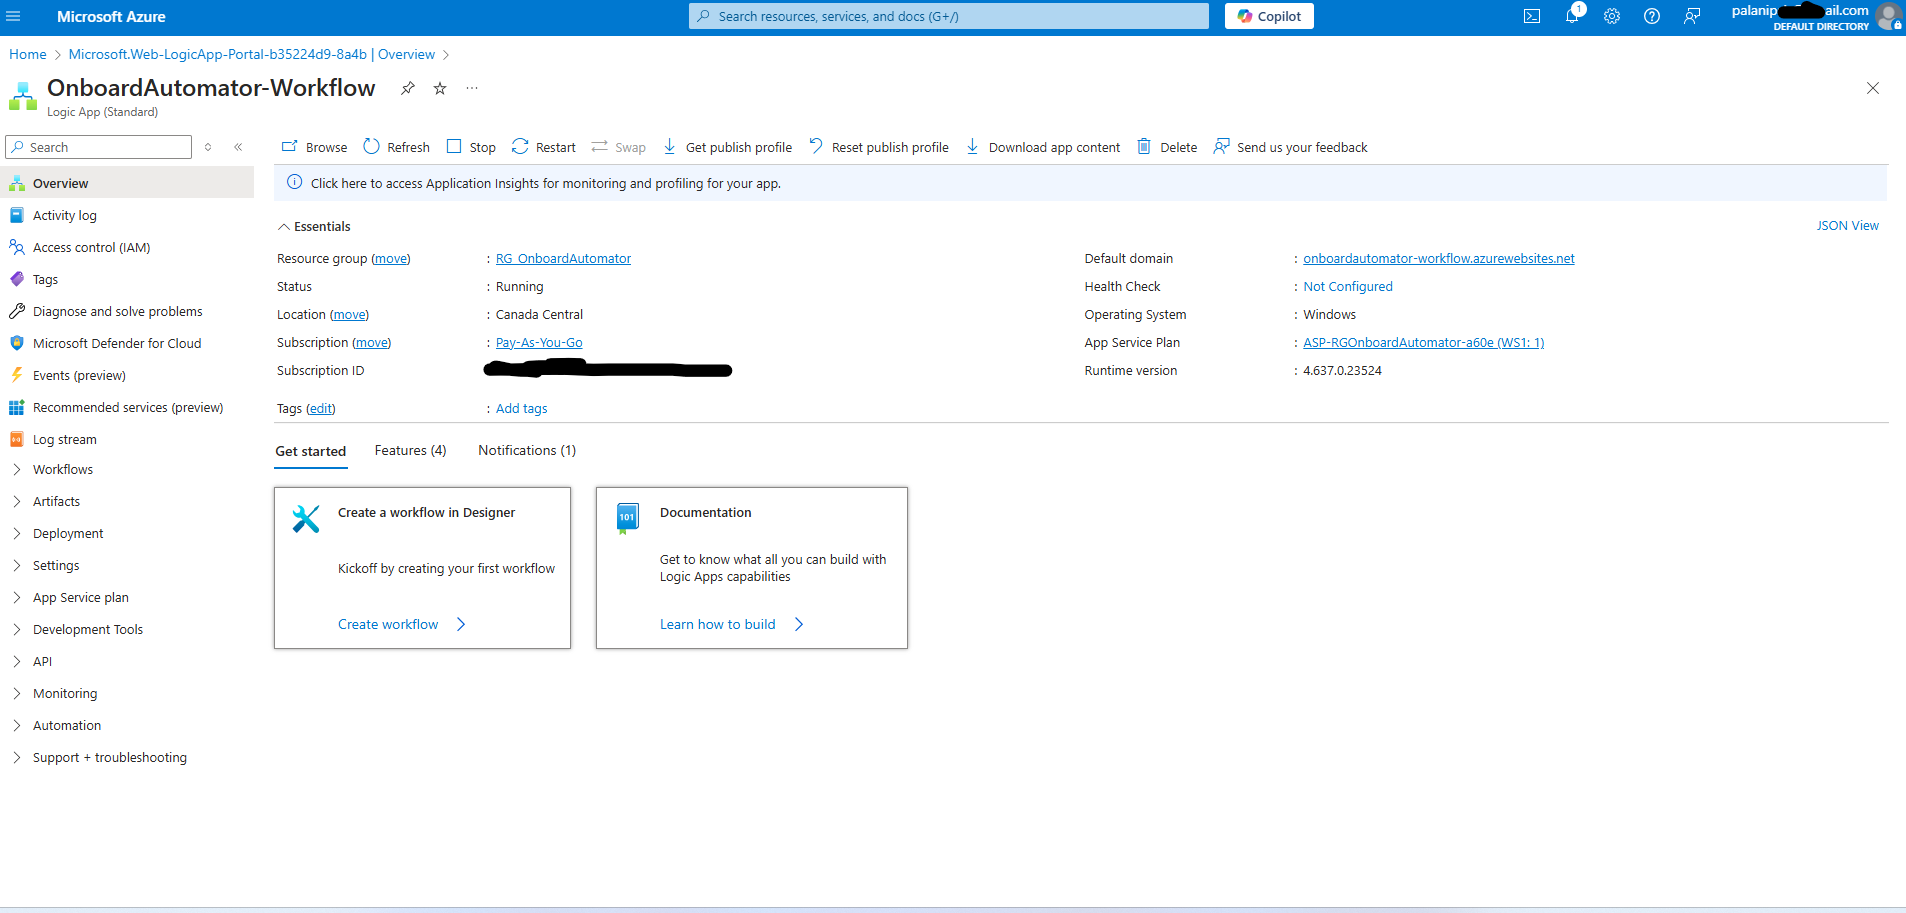 Microsoft Azure
Search resources, services, and docs (G+/)
Copilot
1
palanip ail.com
DEFAULT DIRECTORY
Home > Microsoft.Web-LogicApp-Portal-b35224d9-8a4b | Overview >
OnboardAutomator-Workflow
...
Logic App (Standard)
Search
Browse
Refresh
Stop
Restart
Swap
Get publish profile
Reset publish profile
Download app content
Delete
Send us your feedback
Overview
Activity log
Access control (IAM)
Tags
Diagnose and solve problems
Microsoft Defender for Cloud
Events (preview)
Recommended services (preview)
Log stream
Workflows
Artifacts
Deployment
Settings
App Service plan
Development Tools
API
Monitoring
Automation
Support + troubleshooting
Click here to access Application Insights for monitoring and profiling for your app.
Essentials
JSON View
Resource group (move) : RG_OnboardAutomator
Status : Running
Location (move) : Canada Central
Subscription (move) : Pay-As-You-Go
Subscription ID
Tags (edit) : Add tags
Default domain : onboardautomator-workflow.azurewebsites.net
Health Check : Not Configured
Operating System : Windows
App Service Plan : ASP-RGOnboardAutomator-a60e (WS1: 1)
Runtime version : 4.637.0.23524
Get started
Features (4)
Notifications (1)
Create a workflow in Designer
Kickoff by creating your first workflow
Create workflow
101
Documentation
Get to know what all you can build with
Logic Apps capabilities
Learn how to build